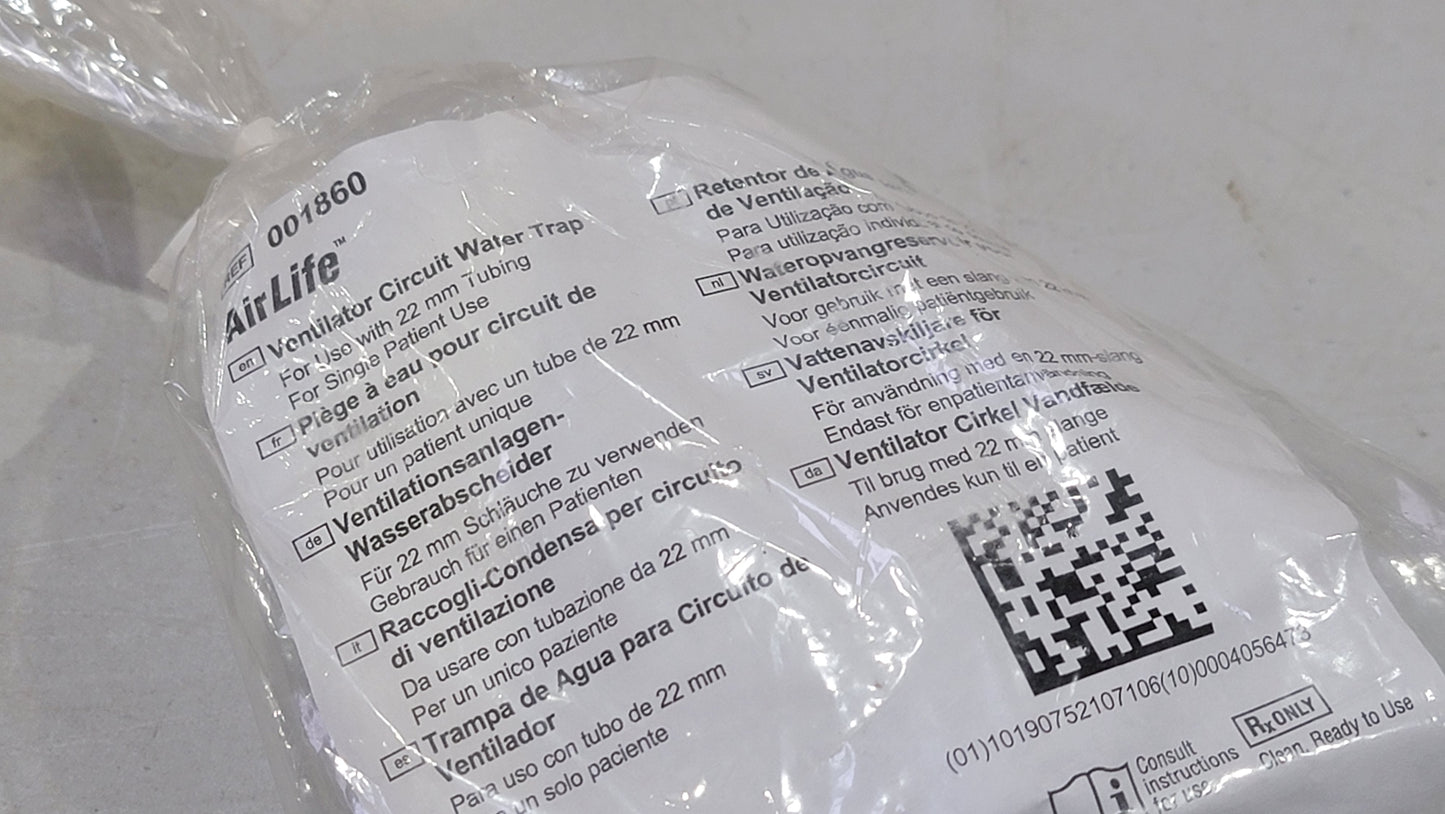 REF 001860
AirLife™
en Ventilator Circuit Water Trap
For Use with 22 mm Tubing
For Single Patient Use
fr Piège à eau pour circuit de
ventilation
Pour utilisation avec un tube de 22 mm
Pour un patient unique
de Ventilationsanlagen-
Wasserabscheider
Für 22 mm Schläuche zu verwenden
Gebrauch für einen Patienten
it Raccogli-Condensa per circuito
di ventilazione
Da usare con tubazione da 22 mm
Per un unico paziente
es Trampa de Agua para Circuito de
Ventilador
Para uso con tubo de 22 mm
un solo paciente
pt Retentor de Água
de Ventilação
Para Utilização com
Para utilização individual
nl Wateropvangreservoir voor
Ventilatorcircuit
Voor gebruik met een slang 22 mm
Voor éénmalig patiëntgebruik
sv Vattenavskiljare för
Ventilatorcirkel
För användning med en 22 mm-slang
Endast för enpatientanvändning
da Ventilator Cirkel Vandfælde
Til brug med 22 mm slange
Anvendes kun til en patient
(01)10190752107106(10)0004056473
Rx ONLY
Clean, Ready to Use
Consult
instructions
for use